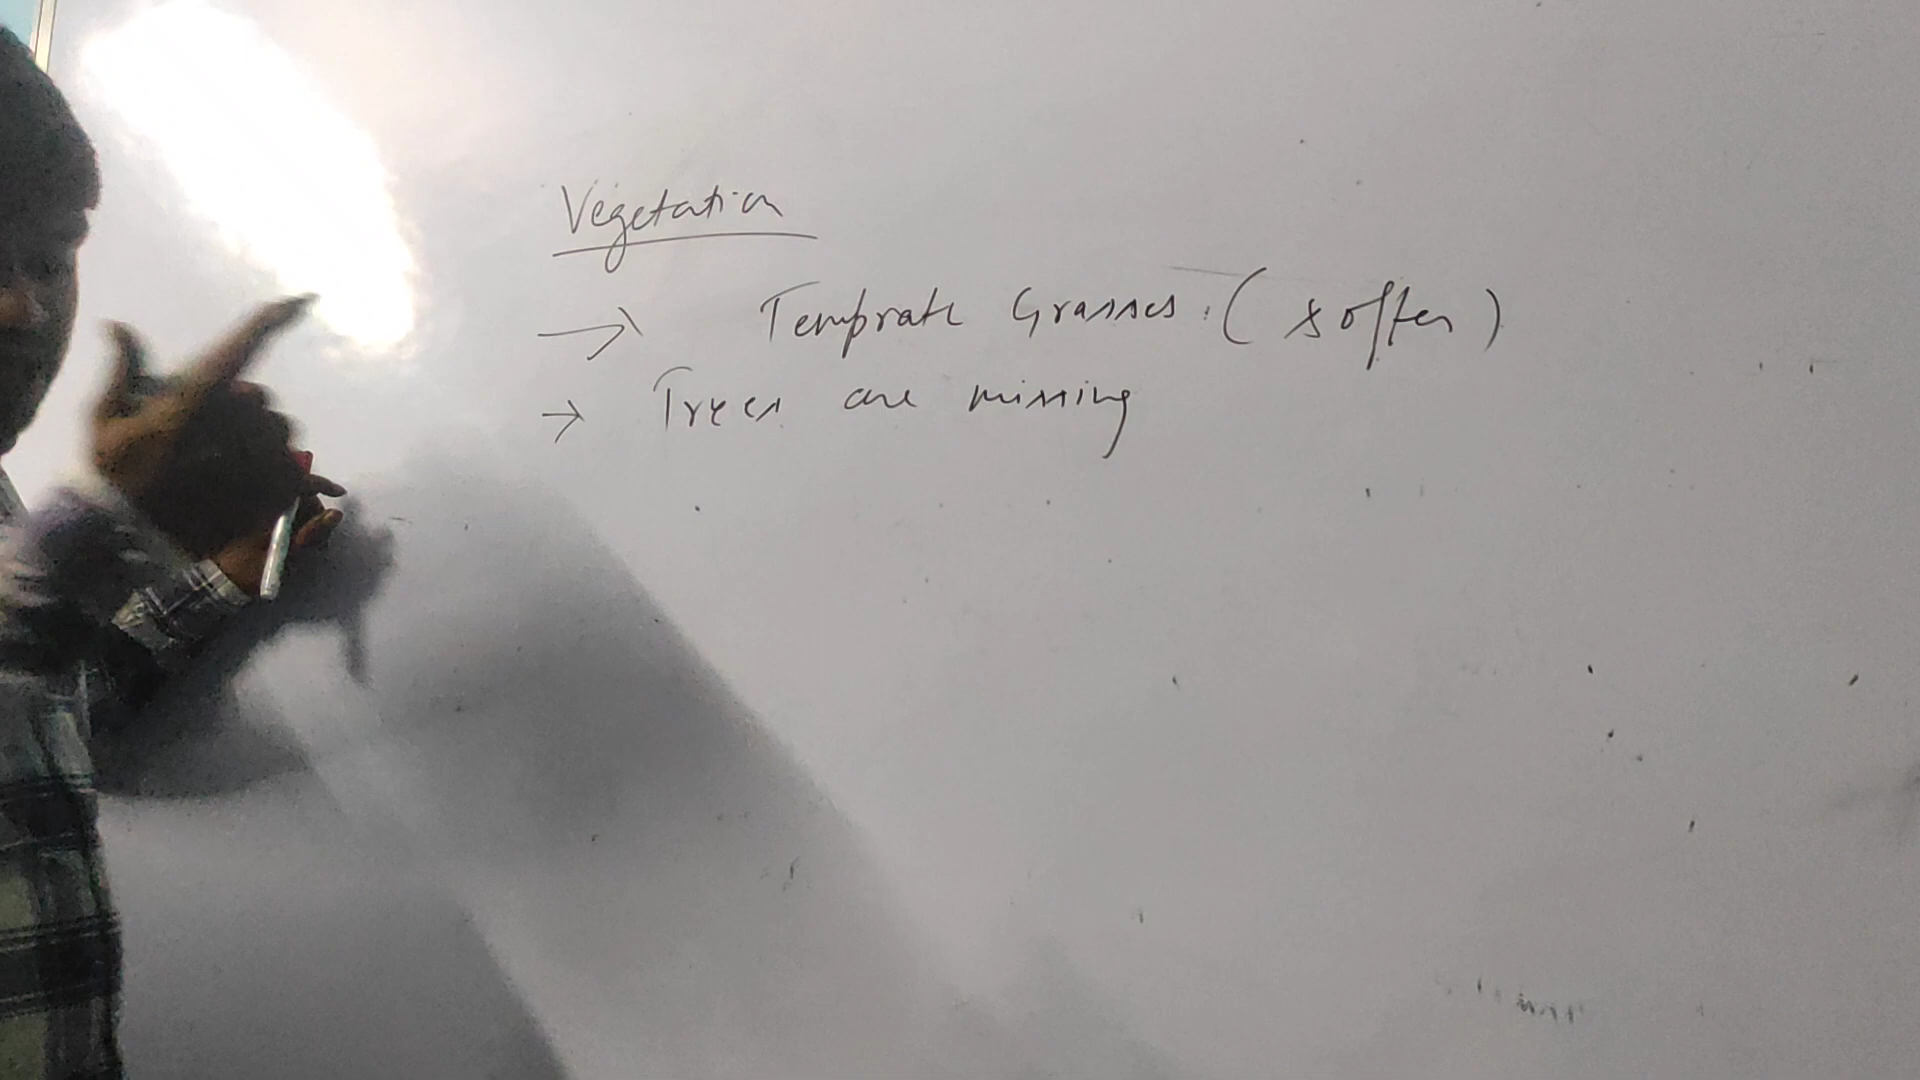 Vegetation
→ Temprate Grasses. (softer)
→ Trees are missing